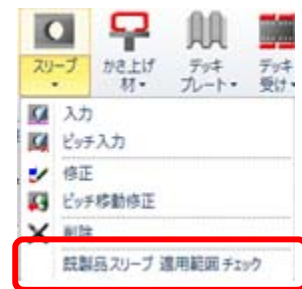 スリーブ
かさ上げ
材
デッキ
プレート
デッキ
受け
入力
ピッチ入力
修正
ピッチ移動修正
削除
既製品スリーブ 適用範囲チェック